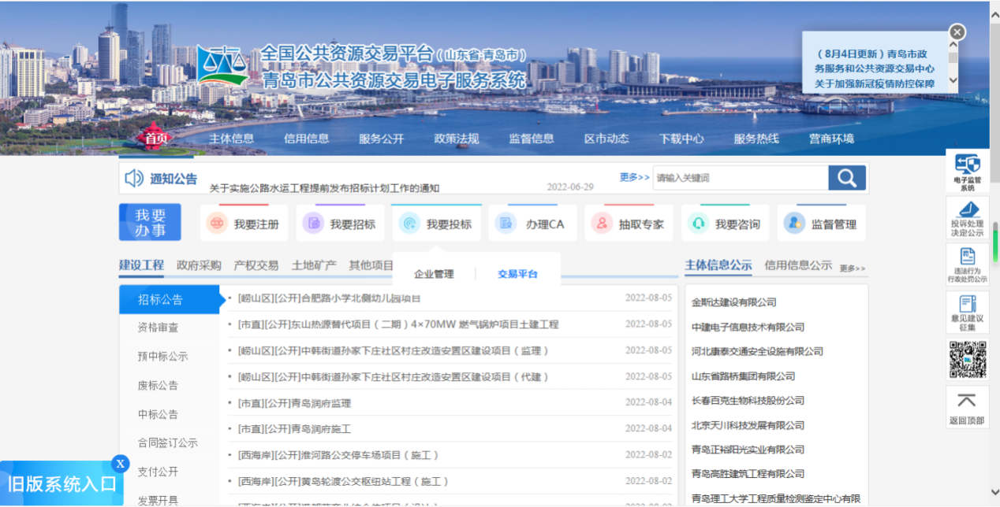 全国公共资源交易平台(山东省·青岛市)
青岛市公共资源交易电子服务系统
（8月4日更新）青岛市政
务服务和公共资源交易中心
关于加强新冠疫情防控保障
首页 主体信息 信用信息 服务公开 政策法规 监督信息 区市动态 下载中心 服务热线 营商环境
通知公告 关于实施公路水运工程提前发布招标计划工作的通知 2022-06-29 更多>> 请输入关键词
我要
办事
我要注册 我要招标 我要投标 办理CA 抽取专家 我要咨询 监督管理
企业管理 交易平台
建设工程 政府采购 产权交易 土地矿产 其他项目
招标公告
资格审查
预中标公示
废标公告
中标公告
合同签订公示
支付公开
发票开具
• [崂山区][公开]合肥路小学北侧幼儿园项目 2022-08-05
• [市直][公开]东山热源替代项目（二期）4×70MW 燃气锅炉项目土建工程 2022-08-05
• [崂山区][公开]中韩街道孙家下庄社区村庄改造安置区建设项目（监理） 2022-08-05
• [崂山区][公开]中韩街道孙家下庄社区村庄改造安置区建设项目（代建） 2022-08-05
• [市直][公开]青岛润府监理 2022-08-04
• [市直][公开]青岛润府施工 2022-08-04
• [西海岸][公开]淮河路公交停车场项目（施工） 2022-08-02
• [西海岸][公开]黄岛轮渡公交枢纽站工程（施工） 2022-08-02
主体信息公示 信用信息公示 更多>>
金斯达建设有限公司
中建电子信息技术有限公司
河北康泰交通安全设施有限公司
山东省路桥集团有限公司
长春百克生物科技股份公司
北京天川科技发展有限公司
青岛正裕阳光实业有限公司
青岛高胜建筑工程有限公司
青岛理工大学工程质量检测鉴定中心有限
电子监管
系统
投诉处理
决定公示
违法行为
行政处罚公示
意见建议
征集
返回顶部
旧版系统入口
X